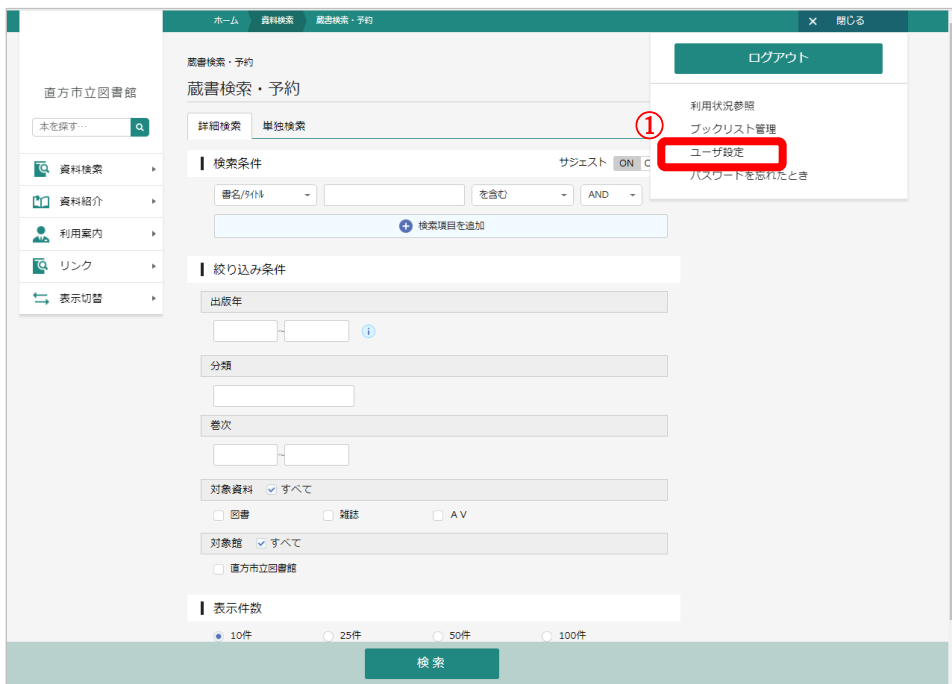 ホーム 資料検索 蔵書検索・予約
× 閉じる
直方市立図書館
本を探す…
資料検索
資料紹介
利用案内
リンク
表示切替
蔵書検索・予約
蔵書検索・予約
詳細検索 単独検索
検索条件
サジェスト ON
書名/タイトル を含む AND
検索項目を追加
絞り込み条件
出版年
~
分類
巻次
~
対象資料 すべて
図書 雑誌 AV
対象館 すべて
直方市立図書館
表示件数
10件 25件 50件 100件
検索
ログアウト
利用状況参照
① ブックリスト管理
ユーザ設定
パスワードを忘れたとき